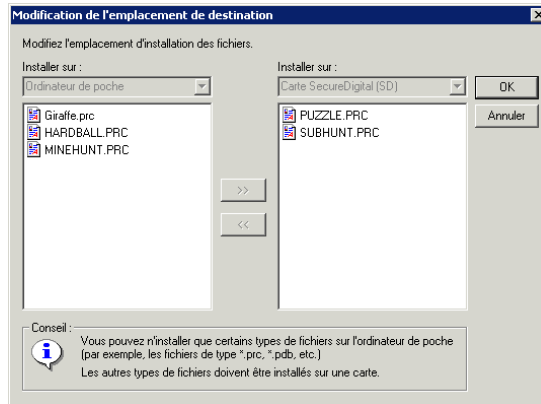 Modification de l'emplacement de destination
Modifiez l'emplacement d'installation des fichiers.
Installer sur :
Ordinateur de poche
Giraffe.prc
HARDBALL.PRC
MINEHUNT.PRC
>>
<<
Installer sur :
Carte SecureDigital (SD)
PUZZLE.PRC
SUBHUNT.PRC
OK
Annuler
Conseil :
Vous pouvez n'installer que certains types de fichiers sur l'ordinateur de poche
(par exemple, les fichiers de type *.prc, *.pdb, etc.)
Les autres types de fichiers doivent être installés sur une carte.